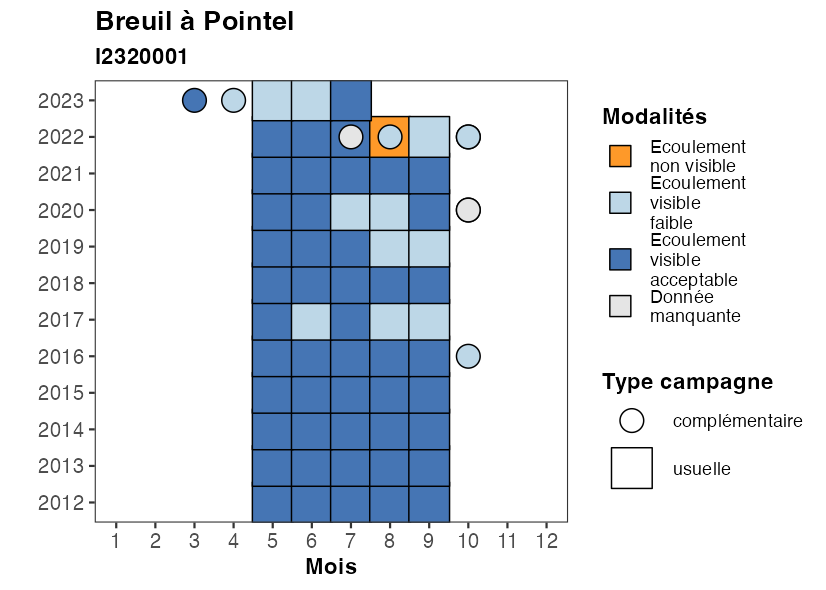 Breuil à Pointel
I2320001
2023
2022
2021
2020
2019
2018
2017
2016
2015
2014
2013
2012
1 2 3 4 5 6 7 8 9 10 11 12
Mois
Modalités
Ecoulement
non visible
Ecoulement
visible
faible
Ecoulement
visible
acceptable
Donnée
manquante
Type campagne
complémentaire
usuelle